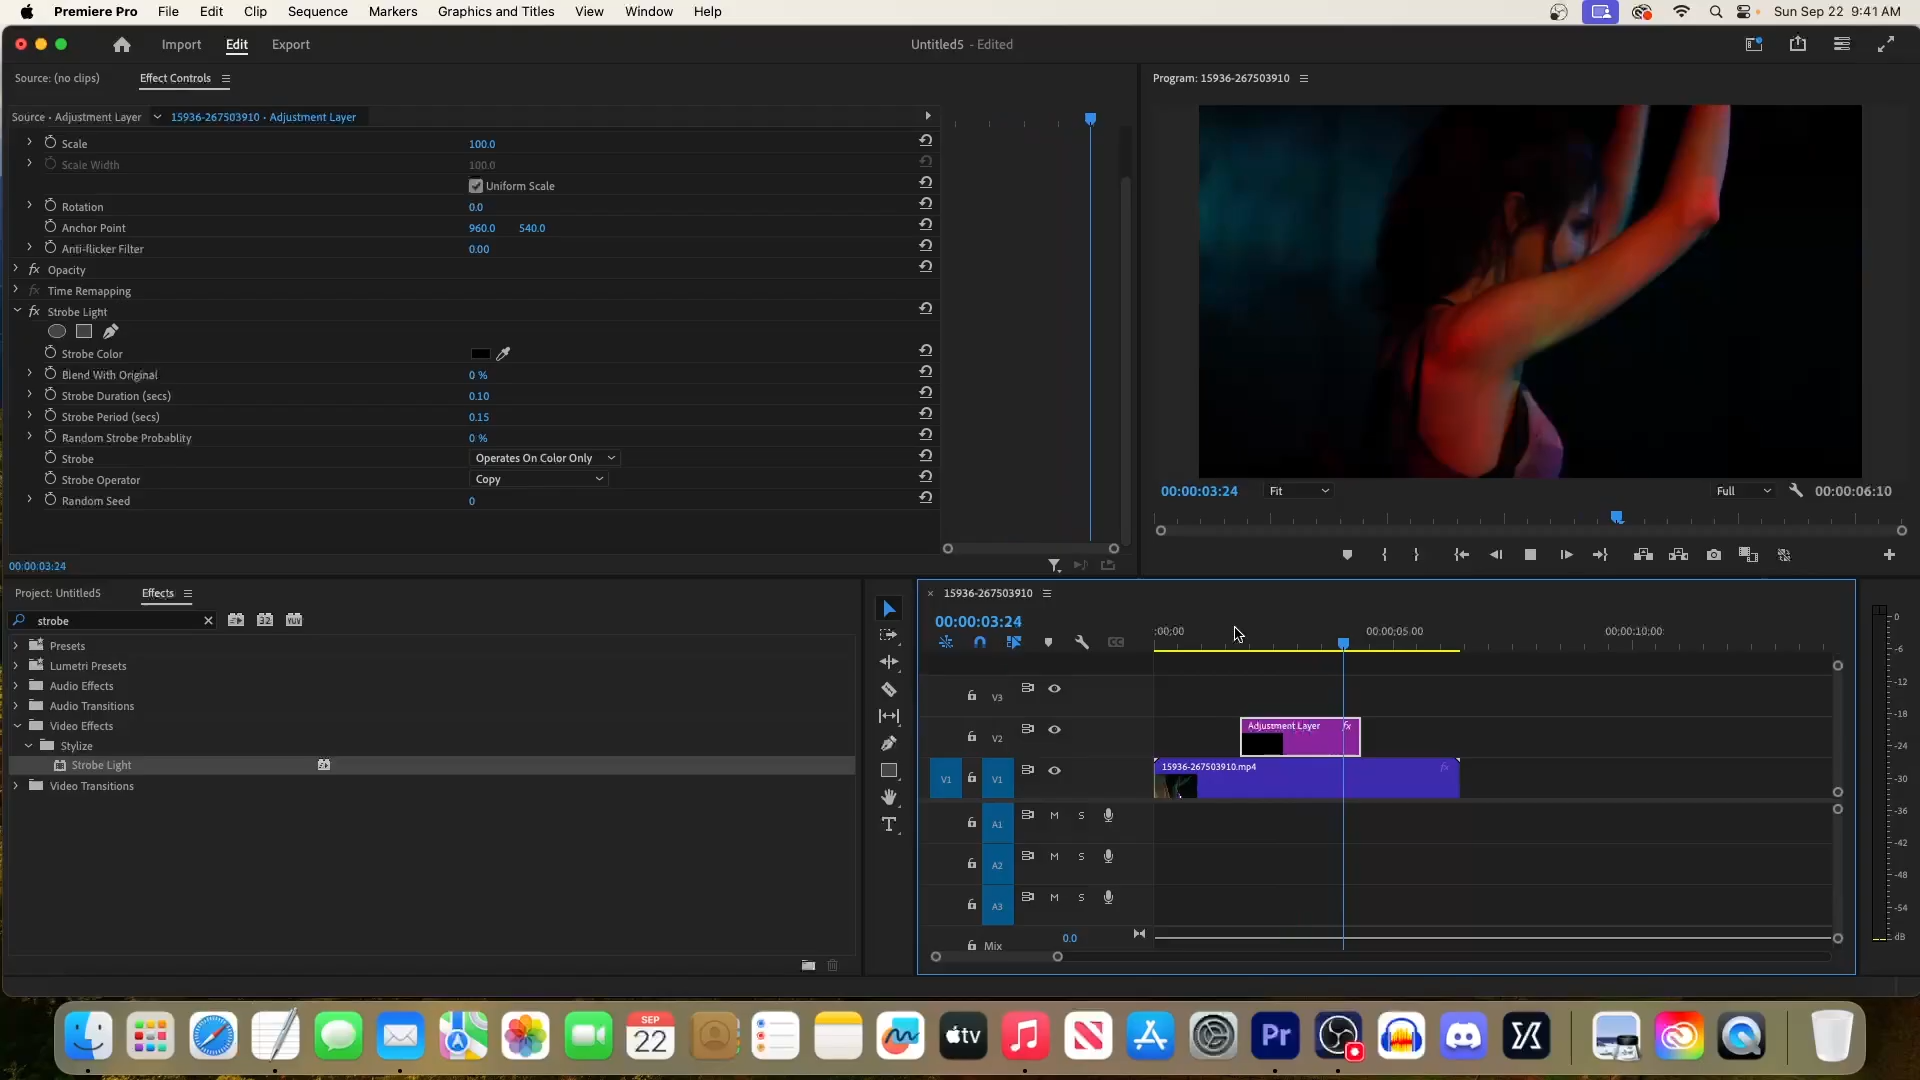 Premiere Pro File Edit Clip Sequence Markers Graphics and Titles View Window Help Sun Sep 22 9:41 AM
Import Edit Export Untitled5 - Edited
Source: (no clips) Effect Controls Program: 15936-267503910
Source • Adjustment Layer 15936-267503910 • Adjustment Layer
Scale 100.0
Scale Width 100.0
Uniform Scale
Rotation 0.0
Anchor Point 960.0 540.0
Anti-flicker Filter 0.00
fx Opacity
fx Time Remapping
fx Strobe Light
Strobe Color
Blend With Original 0 %
Strobe Duration (secs) 0.10
Strobe Period (secs) 0.15
Random Strobe Probablity 0 %
Strobe Operates On Color Only
Strobe Operator Copy
Random Seed 0
00:00:03:24
00:00:03:24 Fit Full 00:00:06:10
Project: Untitled5 Effects
strobe 32 YUV
Presets
Lumetri Presets
Audio Effects
Audio Transitions
Video Effects
Stylize
Strobe Light
Video Transitions
15936-267503910
00:00:03:24
:00:00 00:00:05:00 00:00:10:00
V3
V2 Adjustment Layer fx
V1 V1 15936-267503910.mp4 fx
A1 M S
A2 M S
A3 M S
Mix 0.0
0
-6
-12
-18
-24
-30
-36
-42
-48
-54
dB
SEP
22
tv
Pr